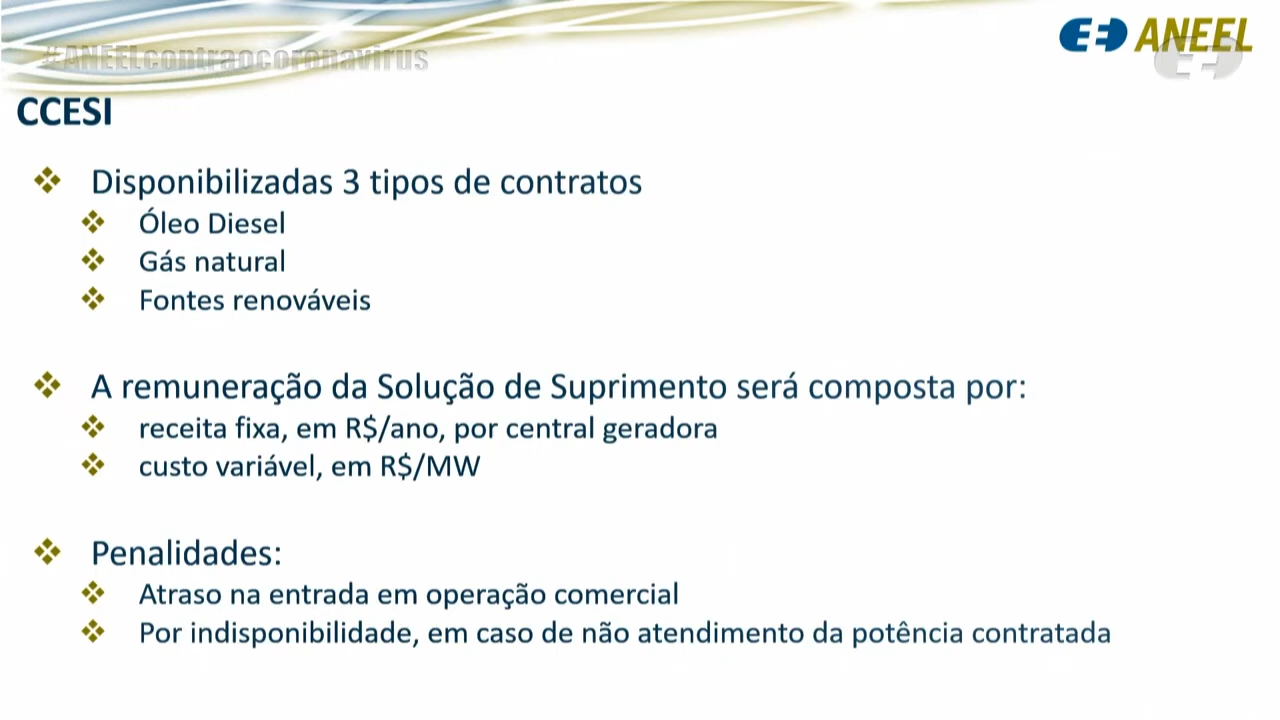 #ANEELcontraocoronavirus
ANEEL
CCESI
Disponibilizadas 3 tipos de contratos
Óleo Diesel
Gás natural
Fontes renováveis
A remuneração da Solução de Suprimento será composta por:
receita fixa, em R$/ano, por central geradora
custo variável, em R$/MW
Penalidades:
Atraso na entrada em operação comercial
Por indisponibilidade, em caso de não atendimento da potência contratada